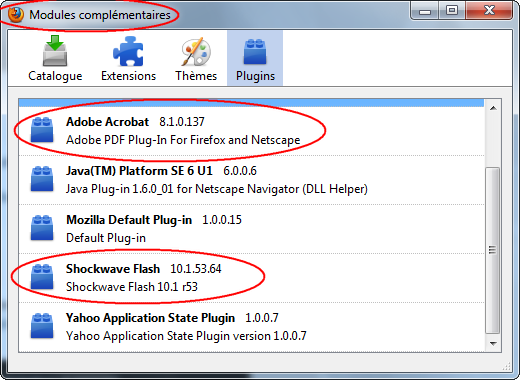 Modules complémentaires
Catalogue Extensions Thèmes Plugins
Adobe Acrobat 8.1.0.137
Adobe PDF Plug-In For Firefox and Netscape
Java(TM) Platform SE 6 U1 6.0.0.6
Java Plug-in 1.6.0_01 for Netscape Navigator (DLL Helper)
Mozilla Default Plug-in 1.0.0.15
Default Plug-in
Shockwave Flash 10.1.53.64
Shockwave Flash 10.1 r53
Yahoo Application State Plugin 1.0.0.7
Yahoo Application State Plugin version 1.0.0.7